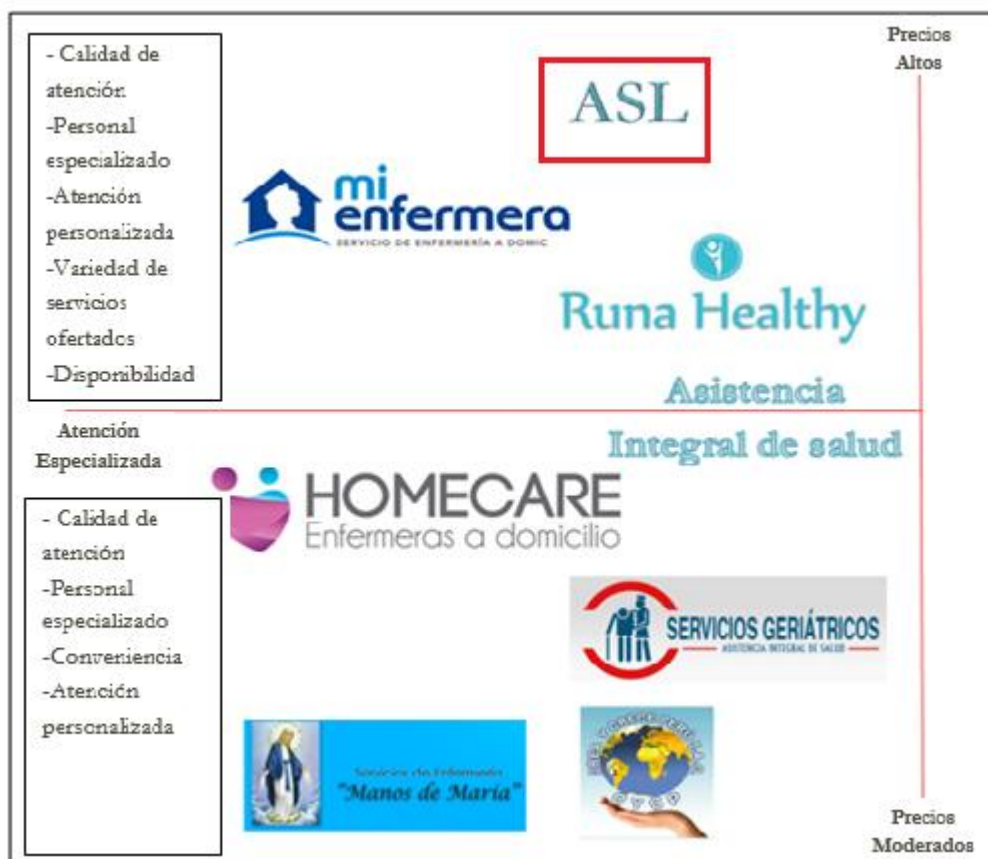 - Calidad de
atención
-Personal
especializado
-Atención
personalizada
-Variedad de
servicios
ofertados
-Disponibilidad
Precios
Altos
ASL
mi
enfermera
SERVICIO DE ENFERMERÍA A DOMIC
Runa Healthy
Asistencia
Integral de salud
Atención
Especializada
HOMECARE
Enfermeras a domicilio
- Calidad de
atención
-Personal
especializado
-Conveniencia
-Atención
personalizada
SERVICIOS GERIÁTRICOS
ASISTENCIA INTEGRAL DE SALUD
"Manos de María"
Precios
Moderados